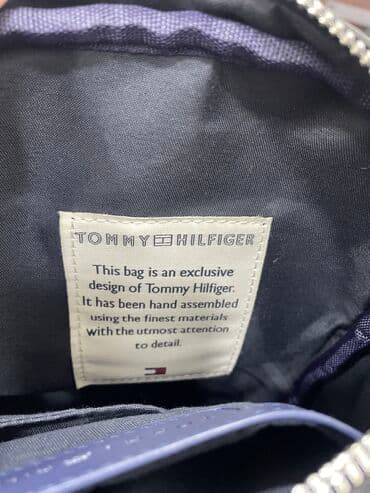 TOMMY HILFIGER
This bag is an exclusive
design of Tommy Hilfiger.
It has been hand assembled
using the finest materials
with the utmost attention
to detail.